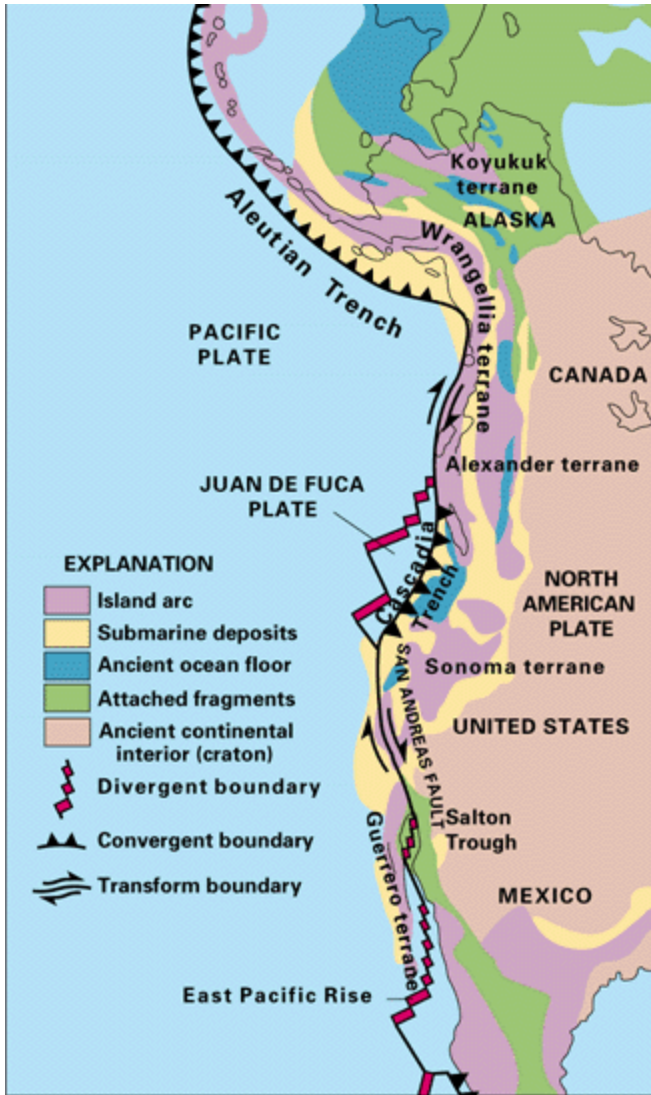 Koyukuk
terrane
ALASKA
Wrangellia terrane
Aleutian Trench
PACIFIC
PLATE
CANADA
Alexander terrane
JUAN DE FUCA
PLATE
Cascadia
Trench
NORTH
AMERICAN
PLATE
EXPLANATION
Island arc
Submarine deposits
Ancient ocean floor
Attached fragments
Ancient continental
interior (craton)
Divergent boundary
Convergent boundary
Transform boundary
Sonoma terrane
SAN ANDREAS FAULT
UNITED STATES
Salton
Trough
Guerrero terrane
MEXICO
East Pacific Rise